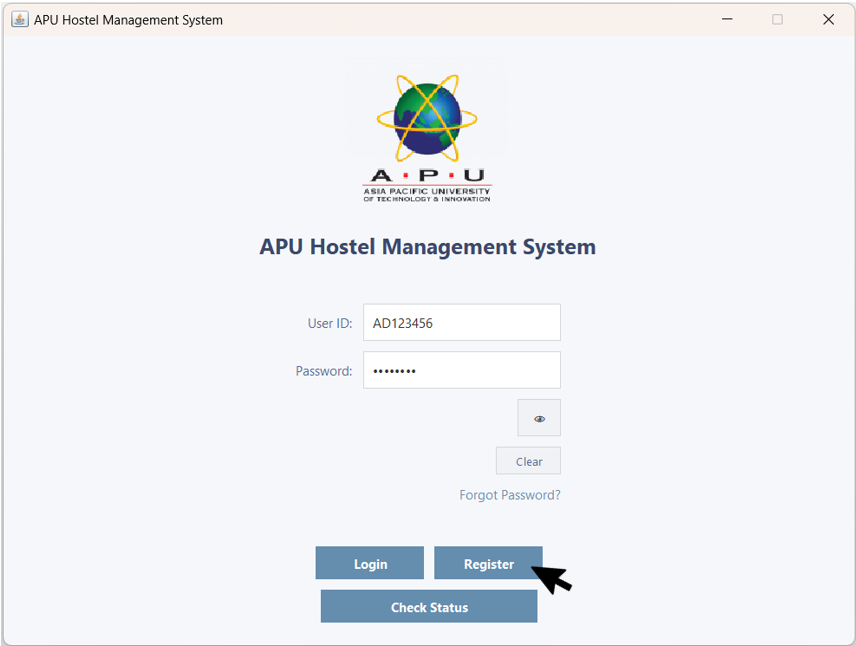 APU Hostel Management System
A·P·U
ASIA PACIFIC UNIVERSITY
OF TECHNOLOGY & INNOVATION
APU Hostel Management System
User ID: AD123456
Password: ••••••••
Clear
Forgot Password?
Login Register
Check Status